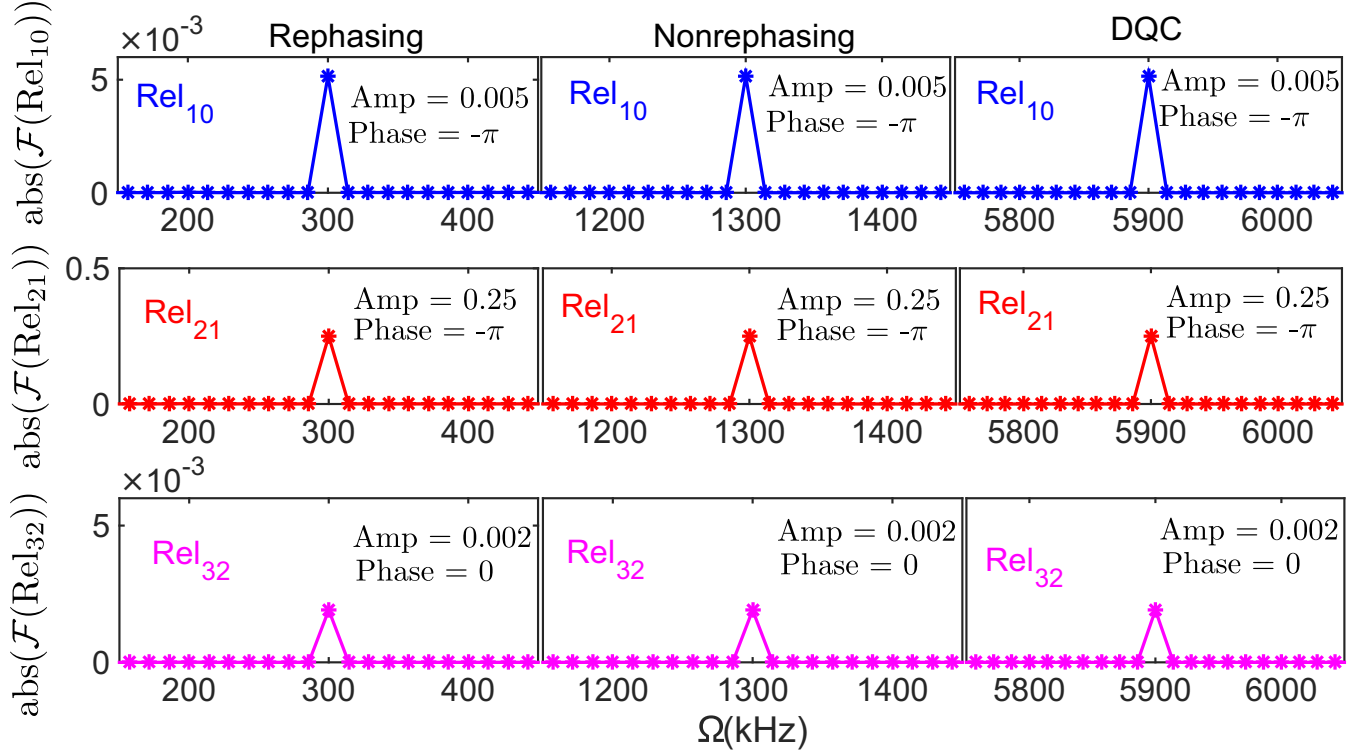 Rephasing Nonrephasing DQC
×10⁻³
abs(ℱ(Rel₁₀))
5
0
Rel₁₀ Amp = 0.005
Phase = -π
Rel₁₀ Amp = 0.005
Phase = -π
Rel₁₀ Amp = 0.005
Phase = -π
200 300 400 1200 1300 1400 5800 5900 6000
abs(ℱ(Rel₂₁))
0.5
0
Rel₂₁ Amp = 0.25
Phase = -π
Rel₂₁ Amp = 0.25
Phase = -π
Rel₂₁ Amp = 0.25
Phase = -π
200 300 400 1200 1300 1400 5800 5900 6000
×10⁻³
abs(ℱ(Rel₃₂))
5
0
Rel₃₂ Amp = 0.002
Phase = 0
Rel₃₂ Amp = 0.002
Phase = 0
Rel₃₂ Amp = 0.002
Phase = 0
200 300 400 1200 1300 1400 5800 5900 6000
Ω(kHz)